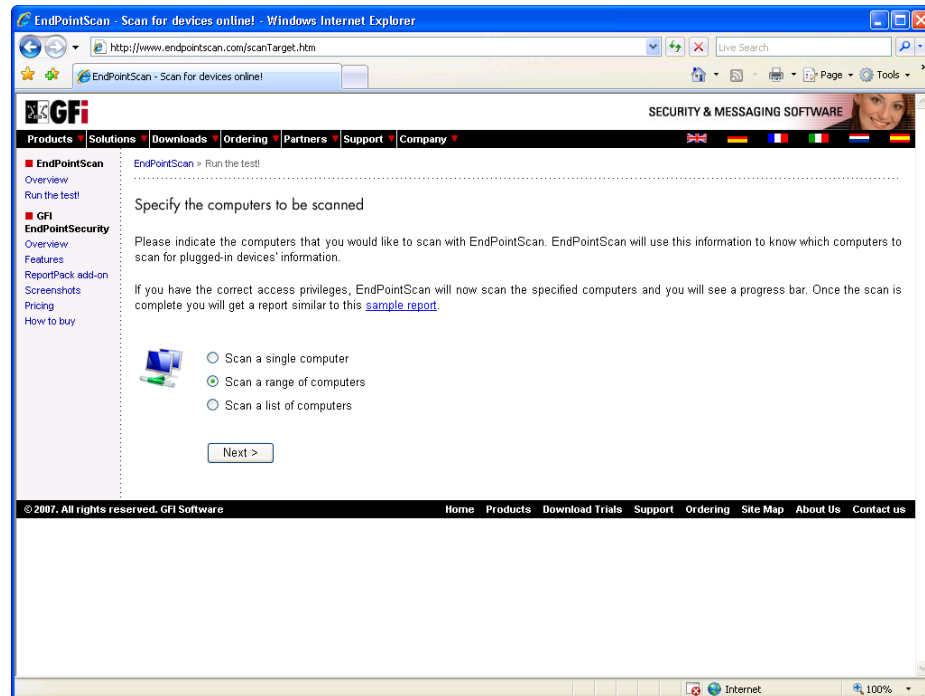 EndPointScan - Scan for devices online! - Windows Internet Explorer
http://www.endpointscan.com/scanTarget.htm
Live Search
EndPointScan - Scan for devices online!
Page
Tools
GFi
SECURITY & MESSAGING SOFTWARE
Products Solutions Downloads Ordering Partners Support Company
EndPointScan
Overview
Run the test!
GFI
EndPointSecurity
Overview
Features
ReportPack add-on
Screenshots
Pricing
How to buy
EndPointScan > Run the test!
Specify the computers to be scanned
Please indicate the computers that you would like to scan with EndPointScan. EndPointScan will use this information to know which computers to
scan for plugged-in devices' information.
If you have the correct access privileges, EndPointScan will now scan the specified computers and you will see a progress bar. Once the scan is
complete you will get a report similar to this sample report.
Scan a single computer
Scan a range of computers
Scan a list of computers
Next >
© 2007. All rights reserved. GFI Software
Home Products Download Trials Support Ordering Site Map About Us Contact us
Internet
100%